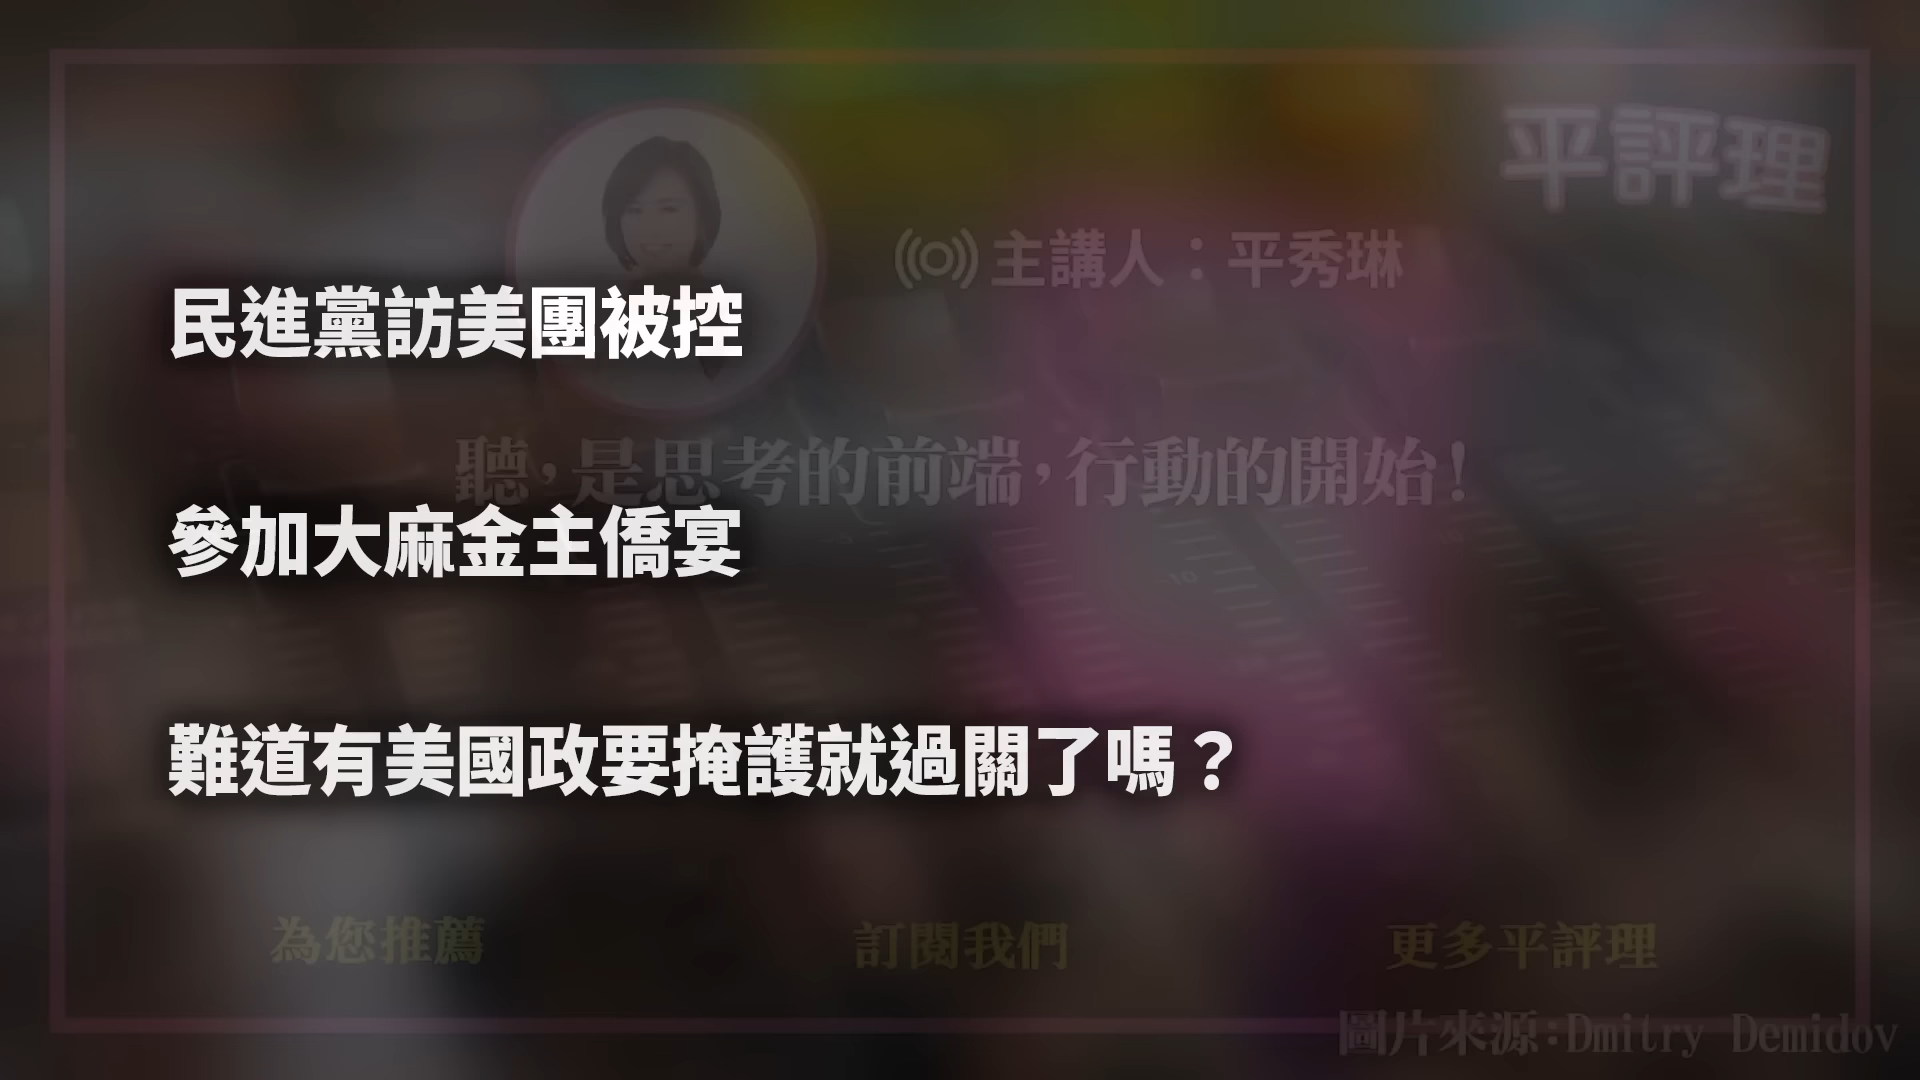 平評理
主講人：平秀琳
民進黨訪美團被控
聽，是思考的前端，行動的開始！
參加大麻金主僑宴
10
難道有美國政要掩護就過關了嗎？
為您推薦
訂閱我們
更多平評理
圖片來源:Dmitry Demidov